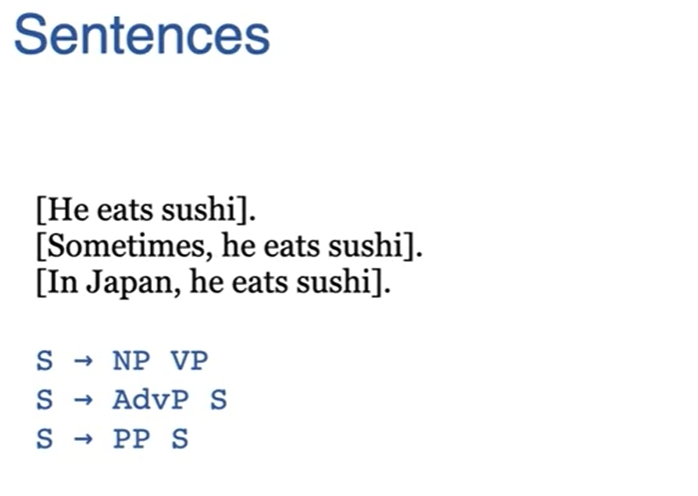 Sentences
[He eats sushi].
[Sometimes, he eats sushi].
[In Japan, he eats sushi].
S → NP VP
S → AdvP S
S → PP S